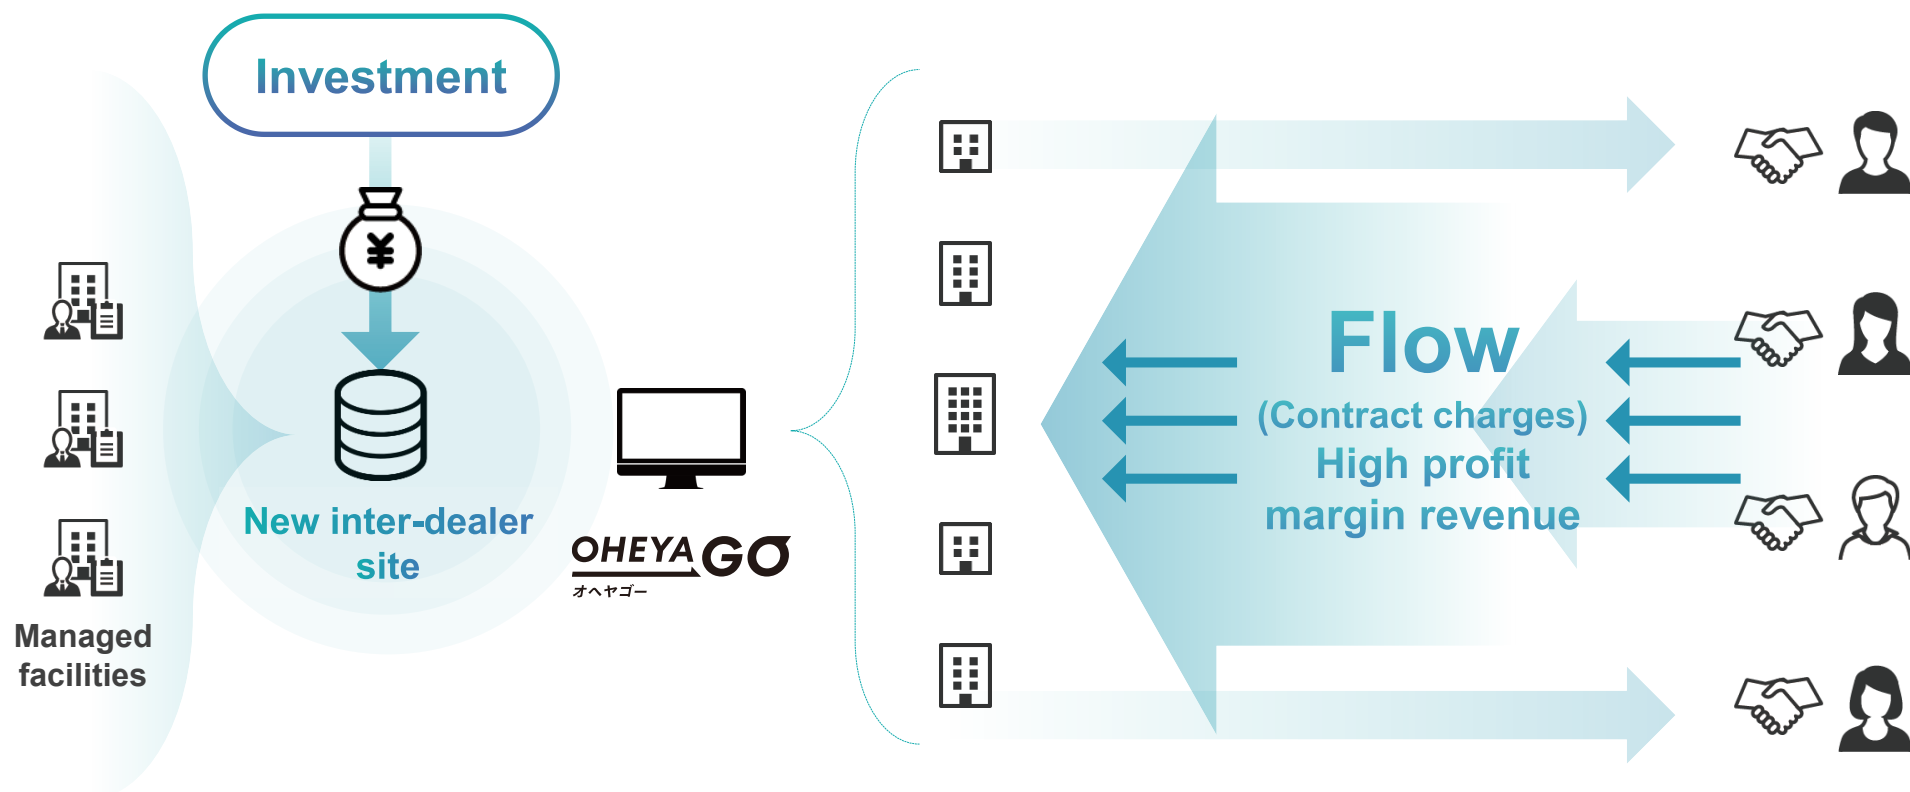 Investment
¥
New inter-dealer
site
Managed
facilities
OHEYAGO
オヘヤゴー
Flow
(Contract charges)
High profit
margin revenue